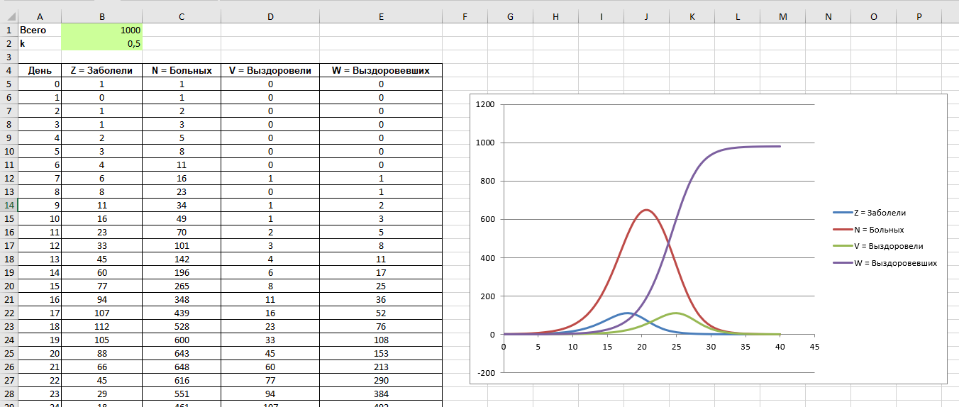 A B C D E F G H I J K L M N O P
1 Всего 1000
2 k 0,5
3
4 День Z = Заболели N = Больных V = Выздоровели W = Выздоровевших
5 0 1 1 0 0
6 1 0 1 0 0
7 2 1 2 0 0
8 3 1 3 0 0
9 4 2 5 0 0
10 5 3 8 0 0
11 6 4 11 0 0
12 7 6 16 1 1
13 8 8 23 0 1
14 9 11 34 1 2
15 10 16 49 1 3
16 11 23 70 2 5
17 12 33 101 3 8
18 13 45 142 4 11
19 14 60 196 6 17
20 15 77 265 8 25
21 16 94 348 11 36
22 17 107 439 16 52
23 18 112 528 23 76
24 19 105 600 33 108
25 20 88 643 45 153
26 21 66 648 60 213
27 22 45 616 77 290
28 23 29 551 94 384
29 24 18 461 107 492
1200
1000
800
600
400
200
0
-200
0 5 10 15 20 25 30 35 40 45
Z = Заболели
N = Больных
V = Выздоровели
W = Выздоровевших